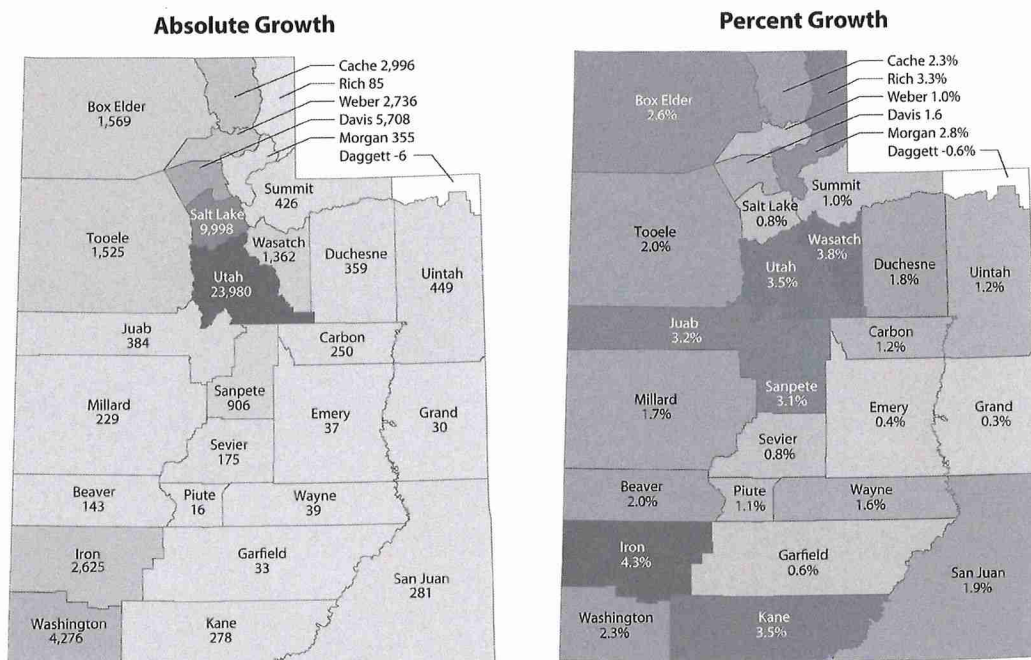 Absolute Growth
Cache 2,996
Rich 85
Weber 2,736
Davis 5,708
Morgan 355
Daggett -6
Box Elder
1,569
Summit
426
Salt Lake
9,998
Tooele
1,525
Wasatch
1,362
Duchesne
359
Uintah
449
Utah
23,980
Juab
384
Carbon
250
Sanpete
906
Millard
229
Emery
37
Grand
30
Sevier
175
Beaver
143
Piute
16
Wayne
39
Iron
2,625
Garfield
33
San Juan
281
Washington
4,276
Kane
278
Percent Growth
Cache 2.3%
Rich 3.3%
Weber 1.0%
Davis 1.6
Morgan 2.8%
Daggett -0.6%
Box Elder
2.6%
Summit
1.0%
Salt Lake
0.8%
Tooele
2.0%
Wasatch
3.8%
Duchesne
1.8%
Uintah
1.2%
Utah
3.5%
Juab
3.2%
Carbon
1.2%
Sanpete
3.1%
Millard
1.7%
Emery
0.4%
Grand
0.3%
Sevier
0.8%
Beaver
2.0%
Piute
1.1%
Wayne
1.6%
Iron
4.3%
Garfield
0.6%
San Juan
1.9%
Washington
2.3%
Kane
3.5%